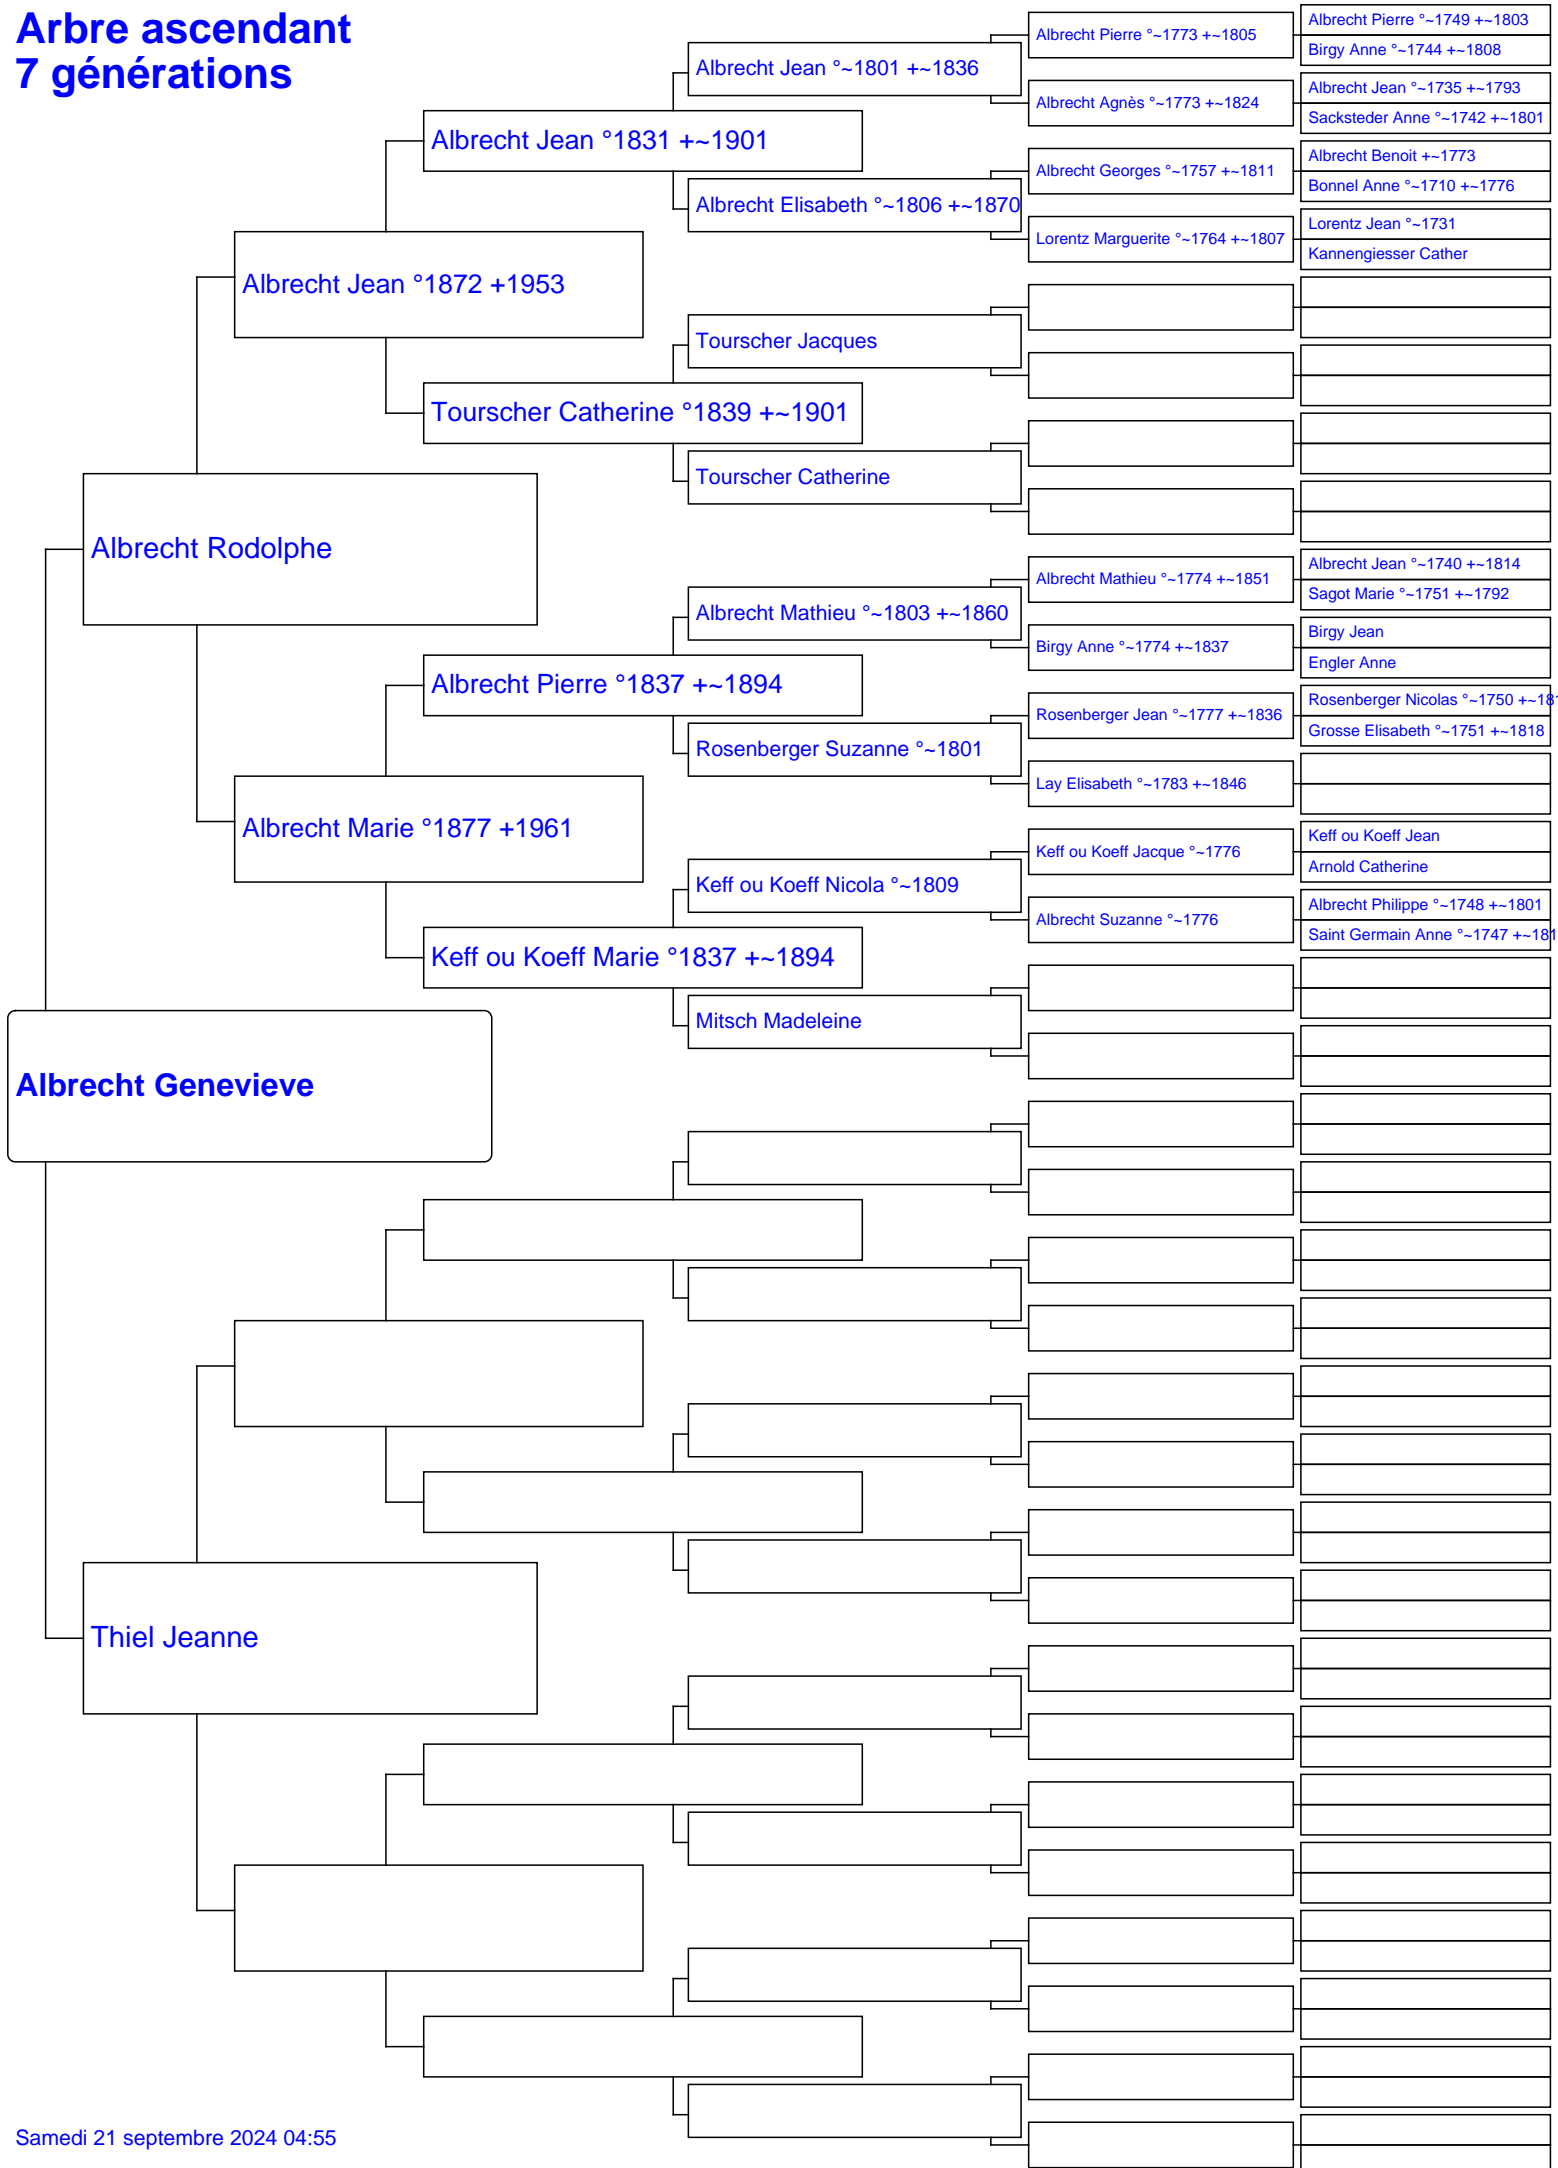 Arbre ascendant
7 générations
Albrecht Genevieve
Albrecht Rodolphe
Thiel Jeanne
Albrecht Jean °1872 +1953
Albrecht Marie °1877 +1961
Albrecht Jean °1831 +~1901
Tourscher Catherine °1839 +~1901
Albrecht Pierre °1837 +~1894
Keff ou Koeff Marie °1837 +~1894
Albrecht Jean °~1801 +~1836
Albrecht Elisabeth °~1806 +~1870
Tourscher Jacques
Tourscher Catherine
Albrecht Mathieu °~1803 +~1860
Rosenberger Suzanne °~1801
Keff ou Koeff Nicola °~1809
Mitsch Madeleine
Albrecht Pierre °~1773 +~1805
Albrecht Agnès °~1773 +~1824
Albrecht Georges °~1757 +~1811
Lorentz Marguerite °~1764 +~1807
Albrecht Mathieu °~1774 +~1851
Birgy Anne °~1774 +~1837
Rosenberger Jean °~1777 +~1836
Lay Elisabeth °~1783 +~1846
Keff ou Koeff Jacque °~1776
Albrecht Suzanne °~1776
Albrecht Pierre °~1749 +~1803
Birgy Anne °~1744 +~1808
Albrecht Jean °~1735 +~1793
Sacksteder Anne °~1742 +~1801
Albrecht Benoit +~1773
Bonnel Anne °~1710 +~1776
Lorentz Jean °~1731
Kannengiesser Cather
Albrecht Jean °~1740 +~1814
Sagot Marie °~1751 +~1792
Birgy Jean
Engler Anne
Rosenberger Nicolas °~1750
Grosse Elisabeth °~1751 +~1818
Keff ou Koeff Jean
Arnold Catherine
Albrecht Philippe °~1748 +~1801
Saint Germain Anne °~1747 +~181
Samedi 21 septembre 2024 04:55